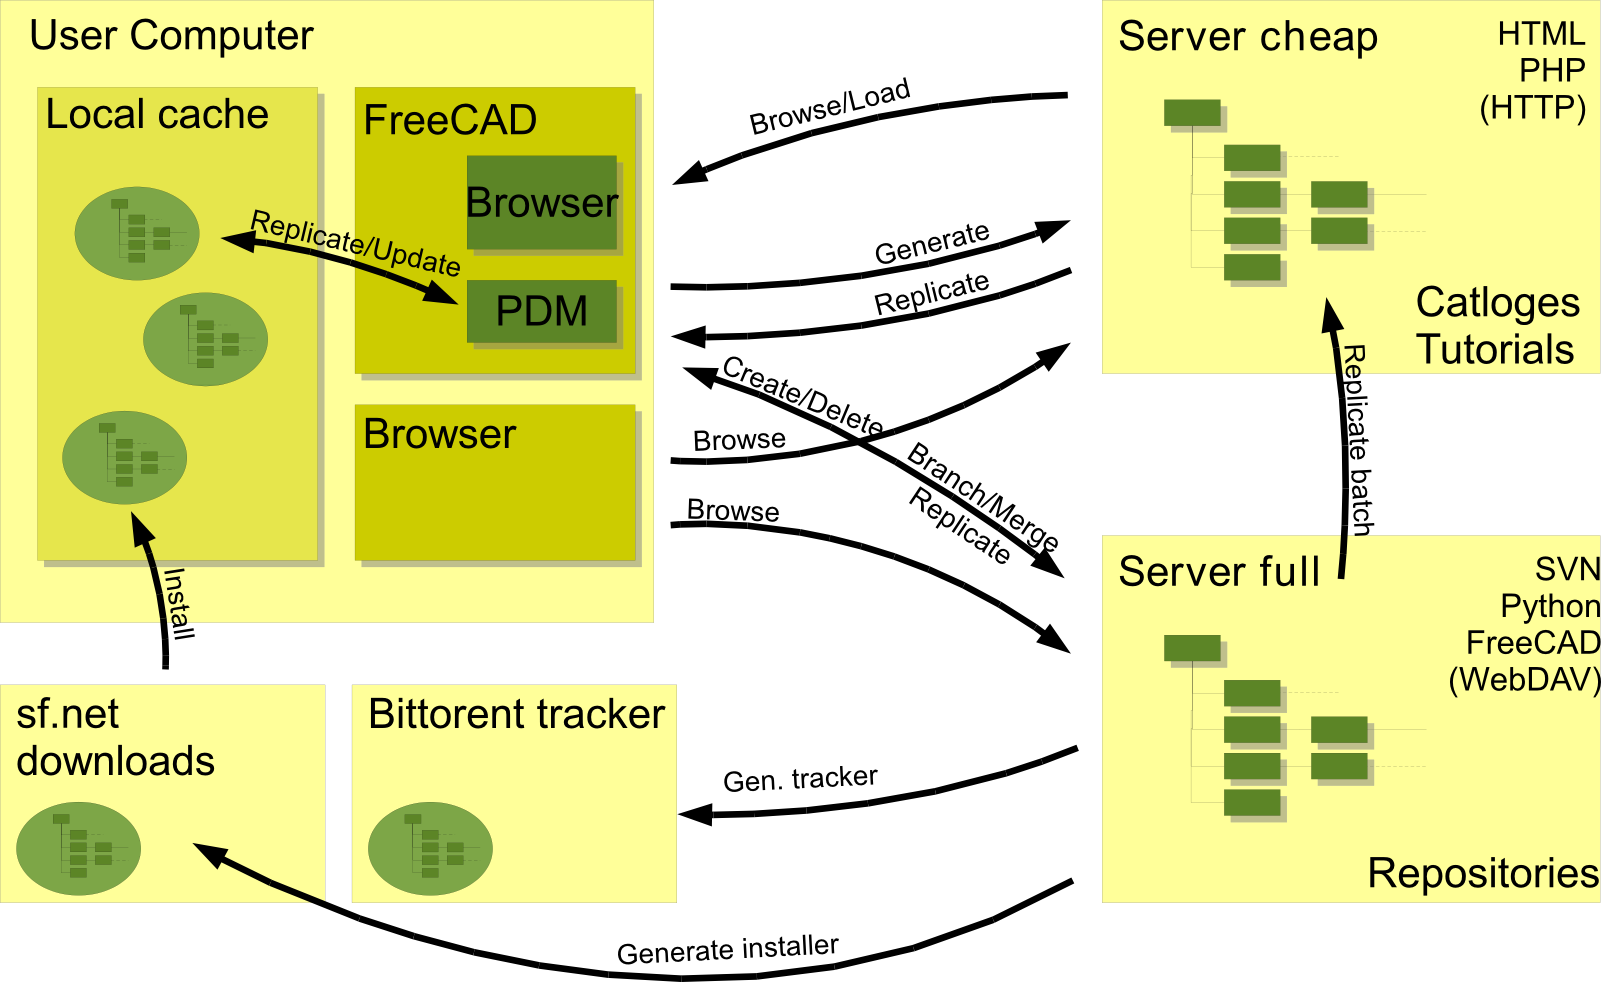 User Computer
Local cache
FreeCAD
Browser
PDM
Replicate/Update
Browser
Install
Browse/Load
Generate
Replicate
Create/Delete
Browse
Branch/Merge
Replicate
Browse
Server cheap
HTML
PHP
(HTTP)
Catloges
Tutorials
Replicate batch
Server full
SVN
Python
FreeCAD
(WebDAV)
Repositories
sf.net
downloads
Bittorent tracker
Gen. tracker
Generate installer